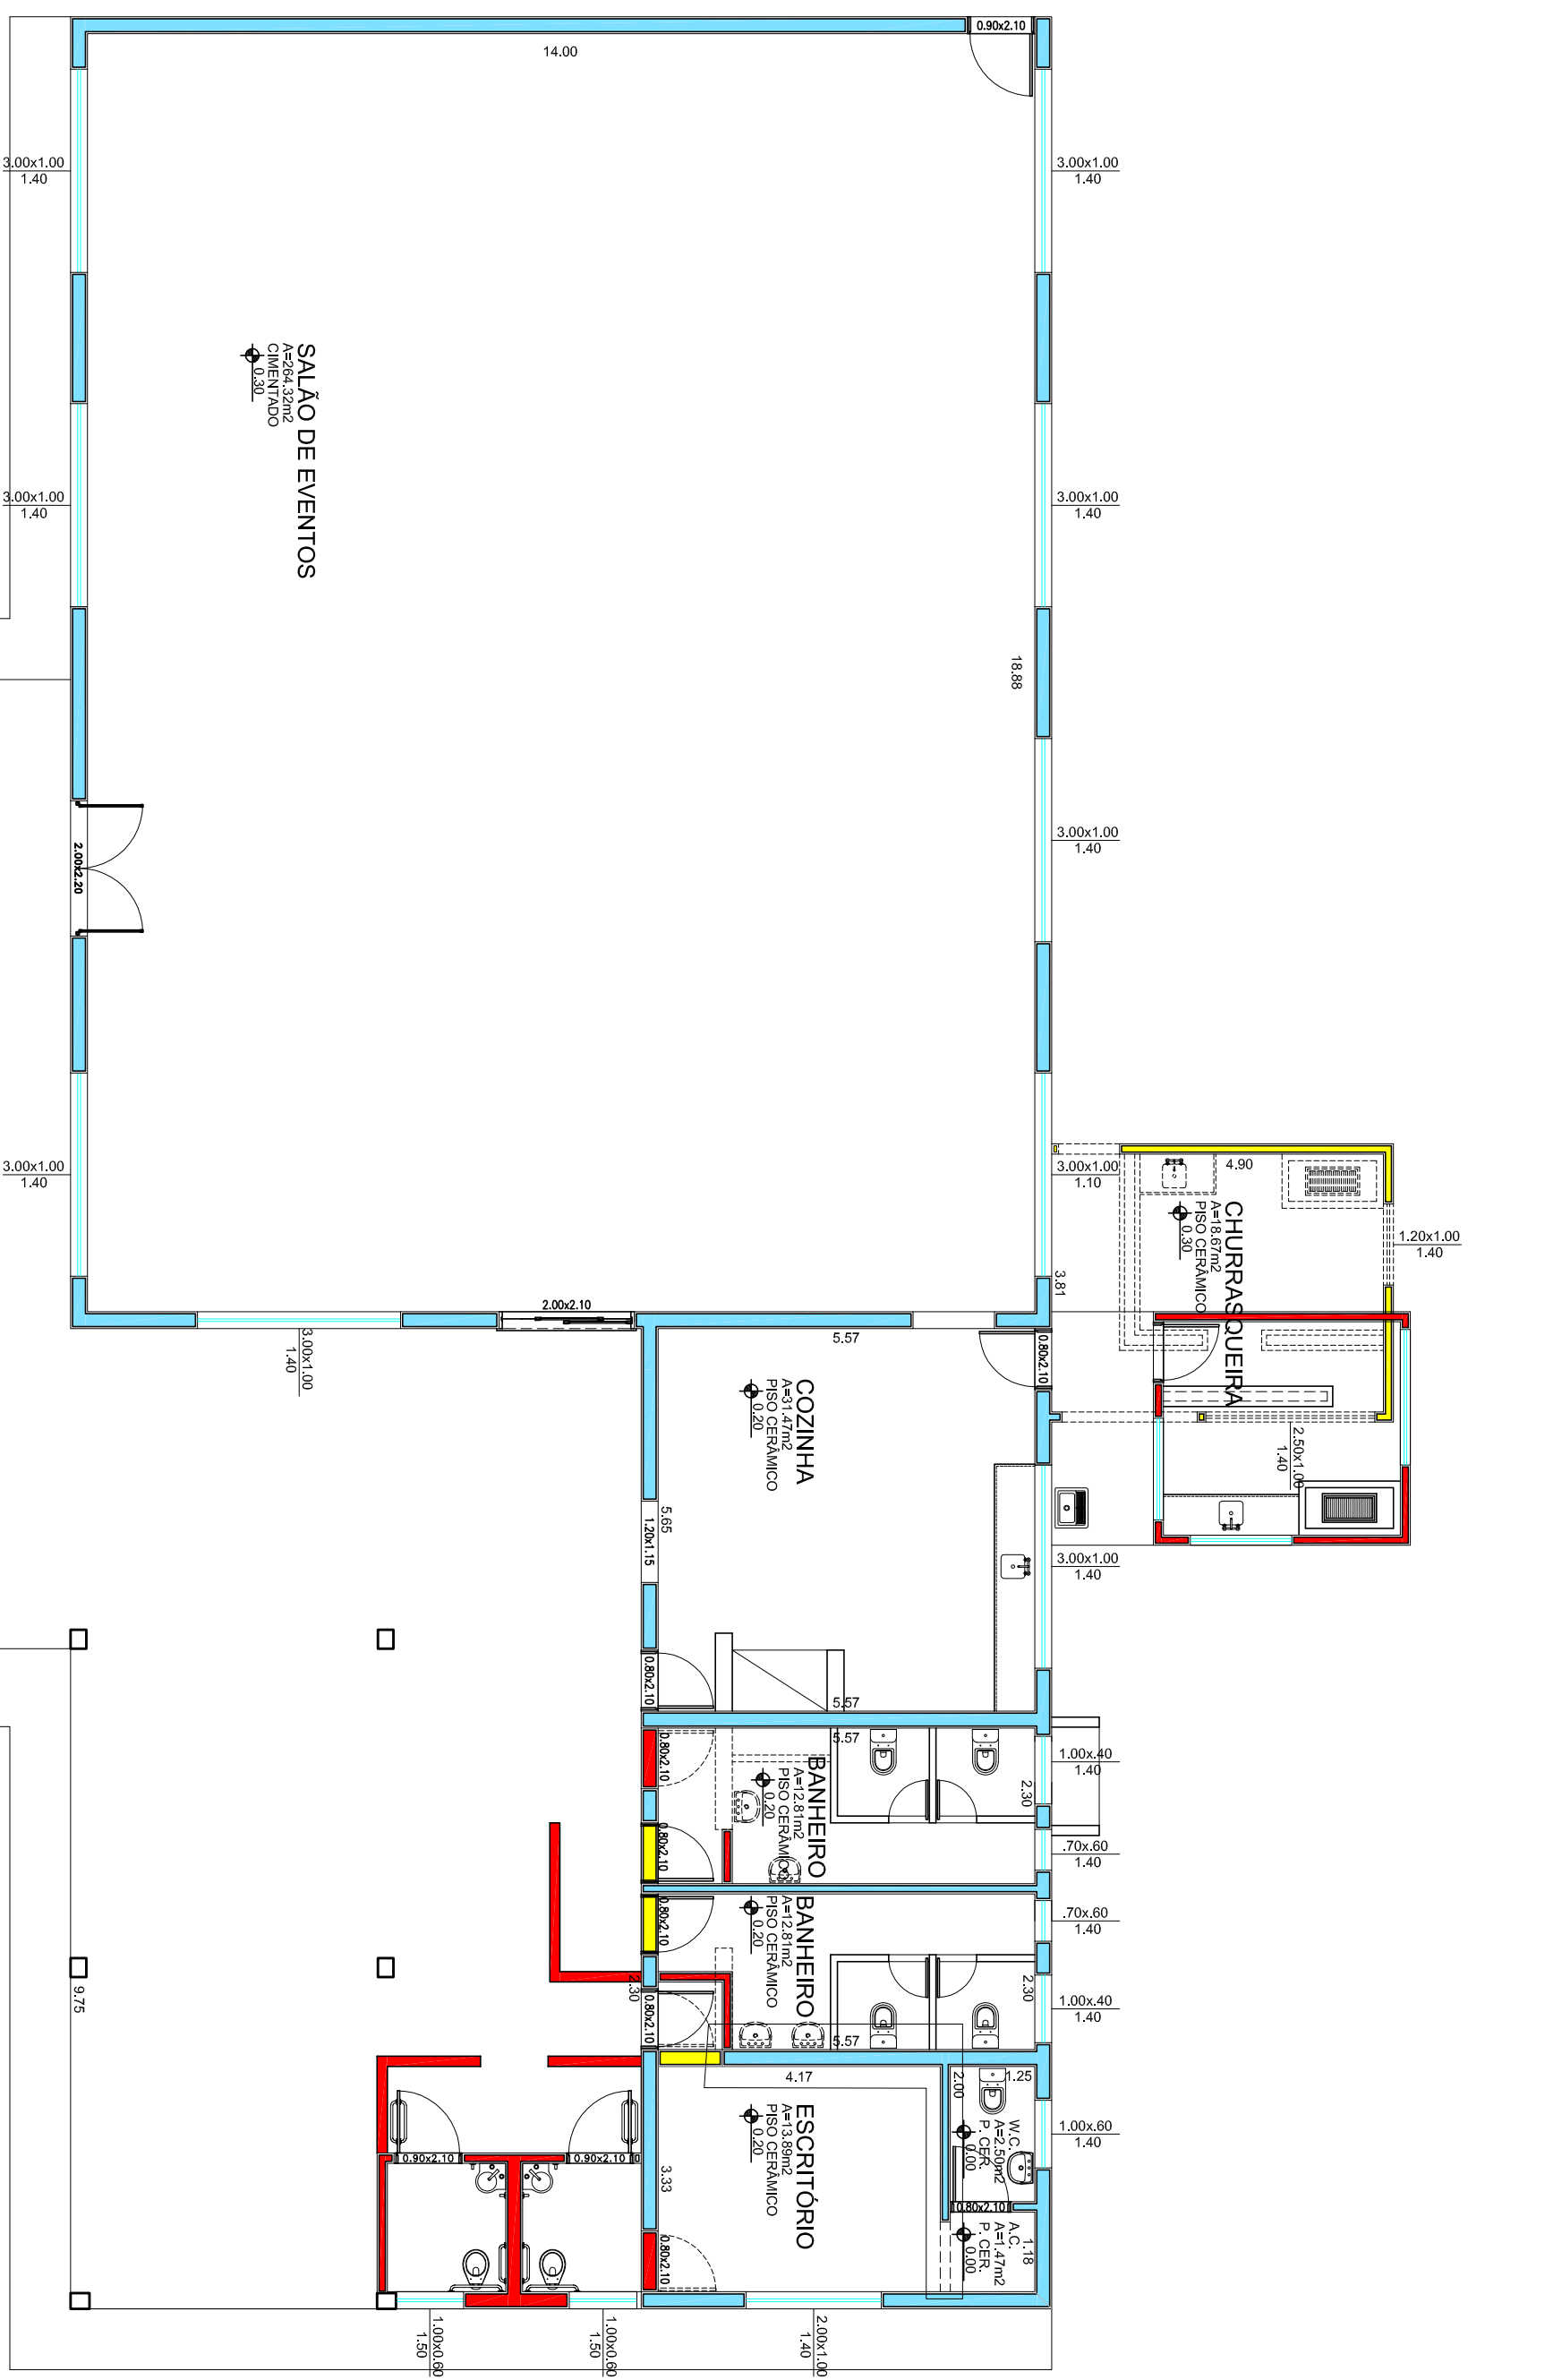 0.90x2.10
14.00
3.00x1.00
1.40
3.00x1.00
1.40
SALÃO DE EVENTOS
A=264.32m2
CIMENTADO
0.30
3.00x1.00
1.40
3.00x1.00
1.40
18.88
3.00x1.00
1.40
2.00x2.20
3.00x1.00
1.40
3.00x1.00
1.10
4.90
CHURRASQUEIRA
A=18.67m2
PISO CERÂMICO
0.30
1.20x1.00
1.40
3.81
2.00x2.10
3.00x1.00
1.40
5.57
0.80x2.10
COZINHA
A=31.47m2
PISO CERÂMICO
0.20
2.50x1.00
1.40
5.65
1.20x1.15
3.00x1.00
1.40
0.80x2.10
5.57
5.57
0.80x2.10
BANHEIRO
A=12.81m2
PISO CERÂMICO
0.20
2.30
1.00x.40
1.40
0.80x2.10
.70x.60
1.40
0.80x2.10
BANHEIRO
A=12.81m2
PISO CERÂMICO
0.20
.70x.60
1.40
2.30
2.30
0.80x2.10
1.00x.40
1.40
9.75
5.57
4.17
2.00
1.25
W.C.
A=2.50m2
P. CER.
0.00
1.00x.60
1.40
ESCRITÓRIO
A=13.89m2
PISO CERÂMICO
0.20
3.33
0.90x2.10
0.90x2.10
0.80x2.10
0.80x2.10
1.18
A.C.
A=1.47m2
P. CER.
0.00
1.00x0.60
1.50
1.00x0.60
1.50
2.00x1.00
1.40